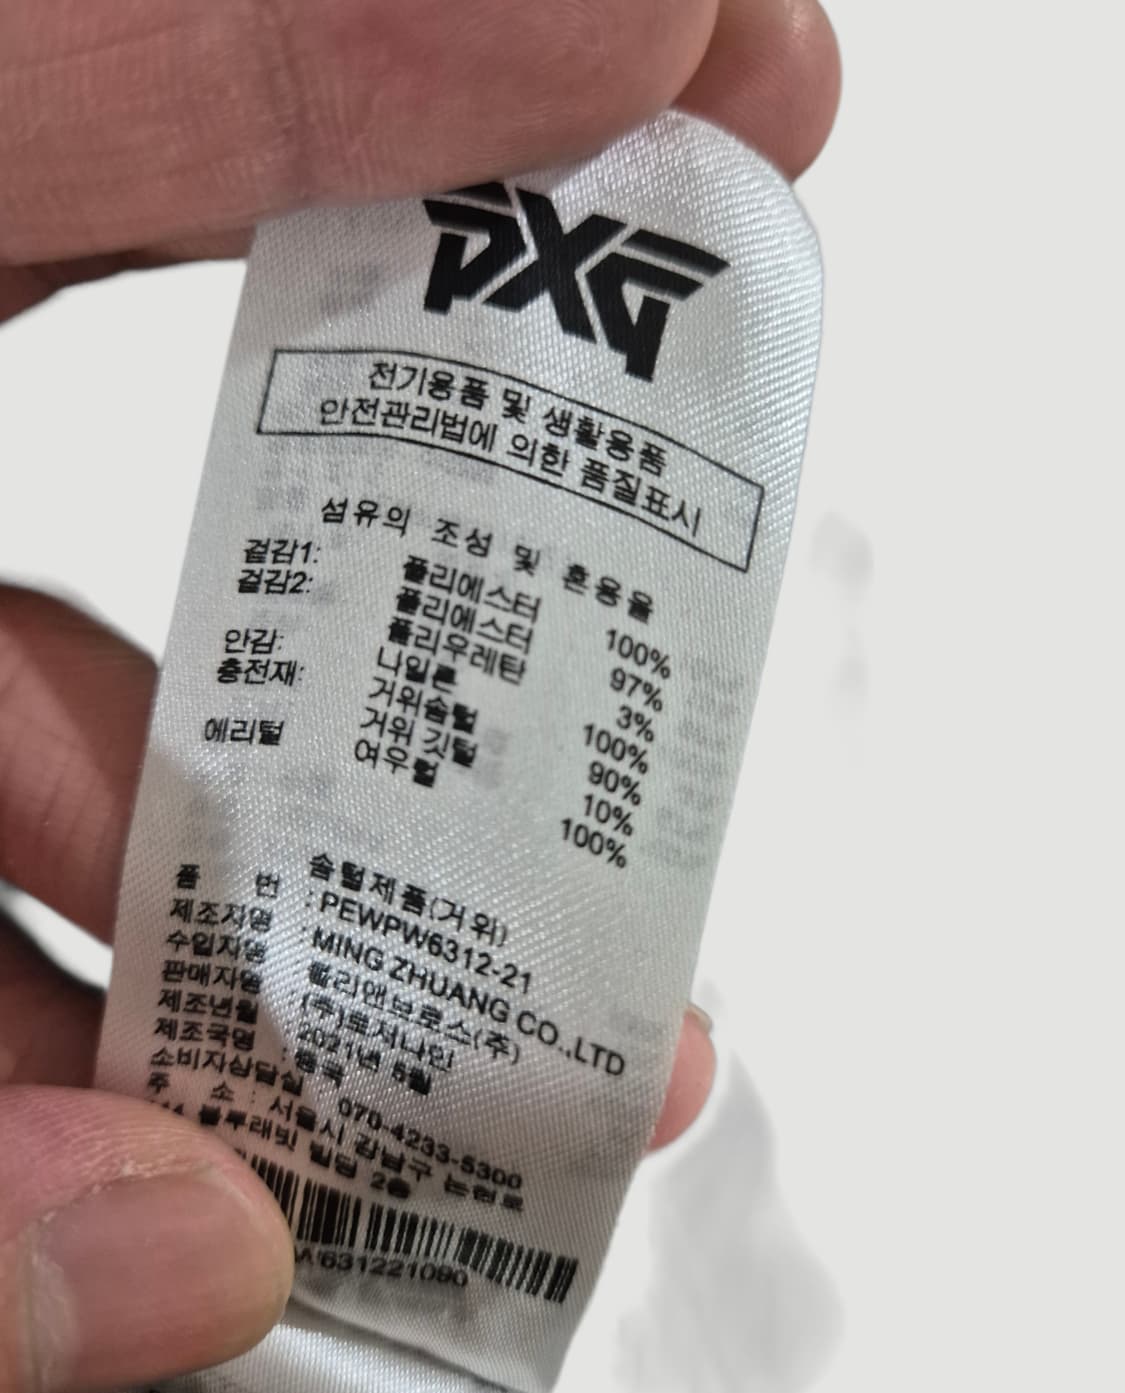 PXG
전기용품 및 생활용품
안전관리법에 의한 품질표시
섬유의 조성 및 혼용율
겉감1: 폴리에스터 100%
겉감2: 폴리에스터 97%
폴리우레탄 3%
안감: 나일론 100%
충전재: 거위솜털 90%
거위 깃털 10%
에리털 여우털 100%
솜털제품(거위)
품 번 : PEWPW6312-21
제조자명 : MING ZHUANG CO.,LTD
수입자명 필리앤브로스(주)
판매자명 (주)로저나인
제조년월 2021년 5월
제조국명 : 중국
소비자상담실 070-4233-5300
주 소 : 서울시 강남구 논현로
블루래빗 빌딩 2층
631221090